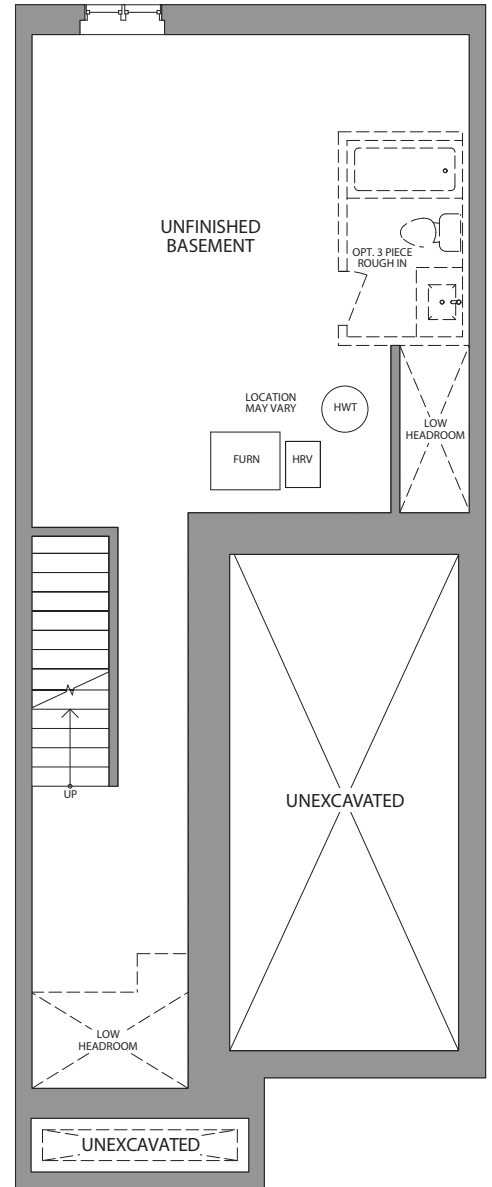 UNFINISHED
BASEMENT
OPT. 3 PIECE
ROUGH IN
LOCATION
MAY VARY
HWT
LOW
HEADROOM
FURN
HRV
UP
UNEXCAVATED
LOW
HEADROOM
UNEXCAVATED